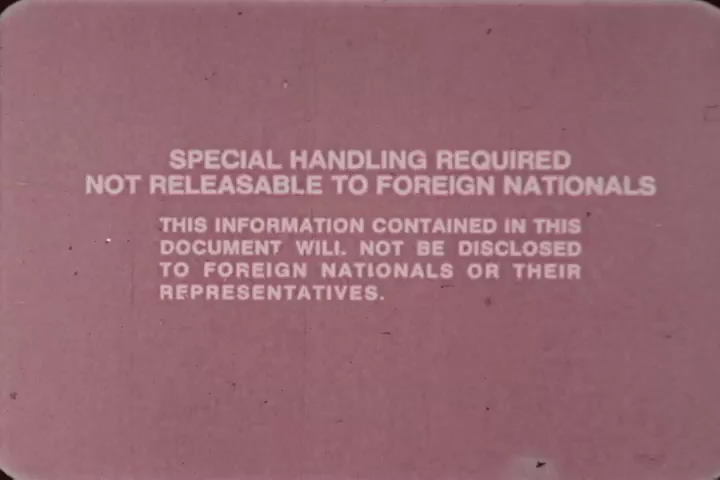 SPECIAL HANDLING REQUIRED
NOT RELEASABLE TO FOREIGN NATIONALS
THIS INFORMATION CONTAINED IN THIS
DOCUMENT WILL NOT BE DISCLOSED
TO FOREIGN NATIONALS OR THEIR
REPRESENTATIVES.